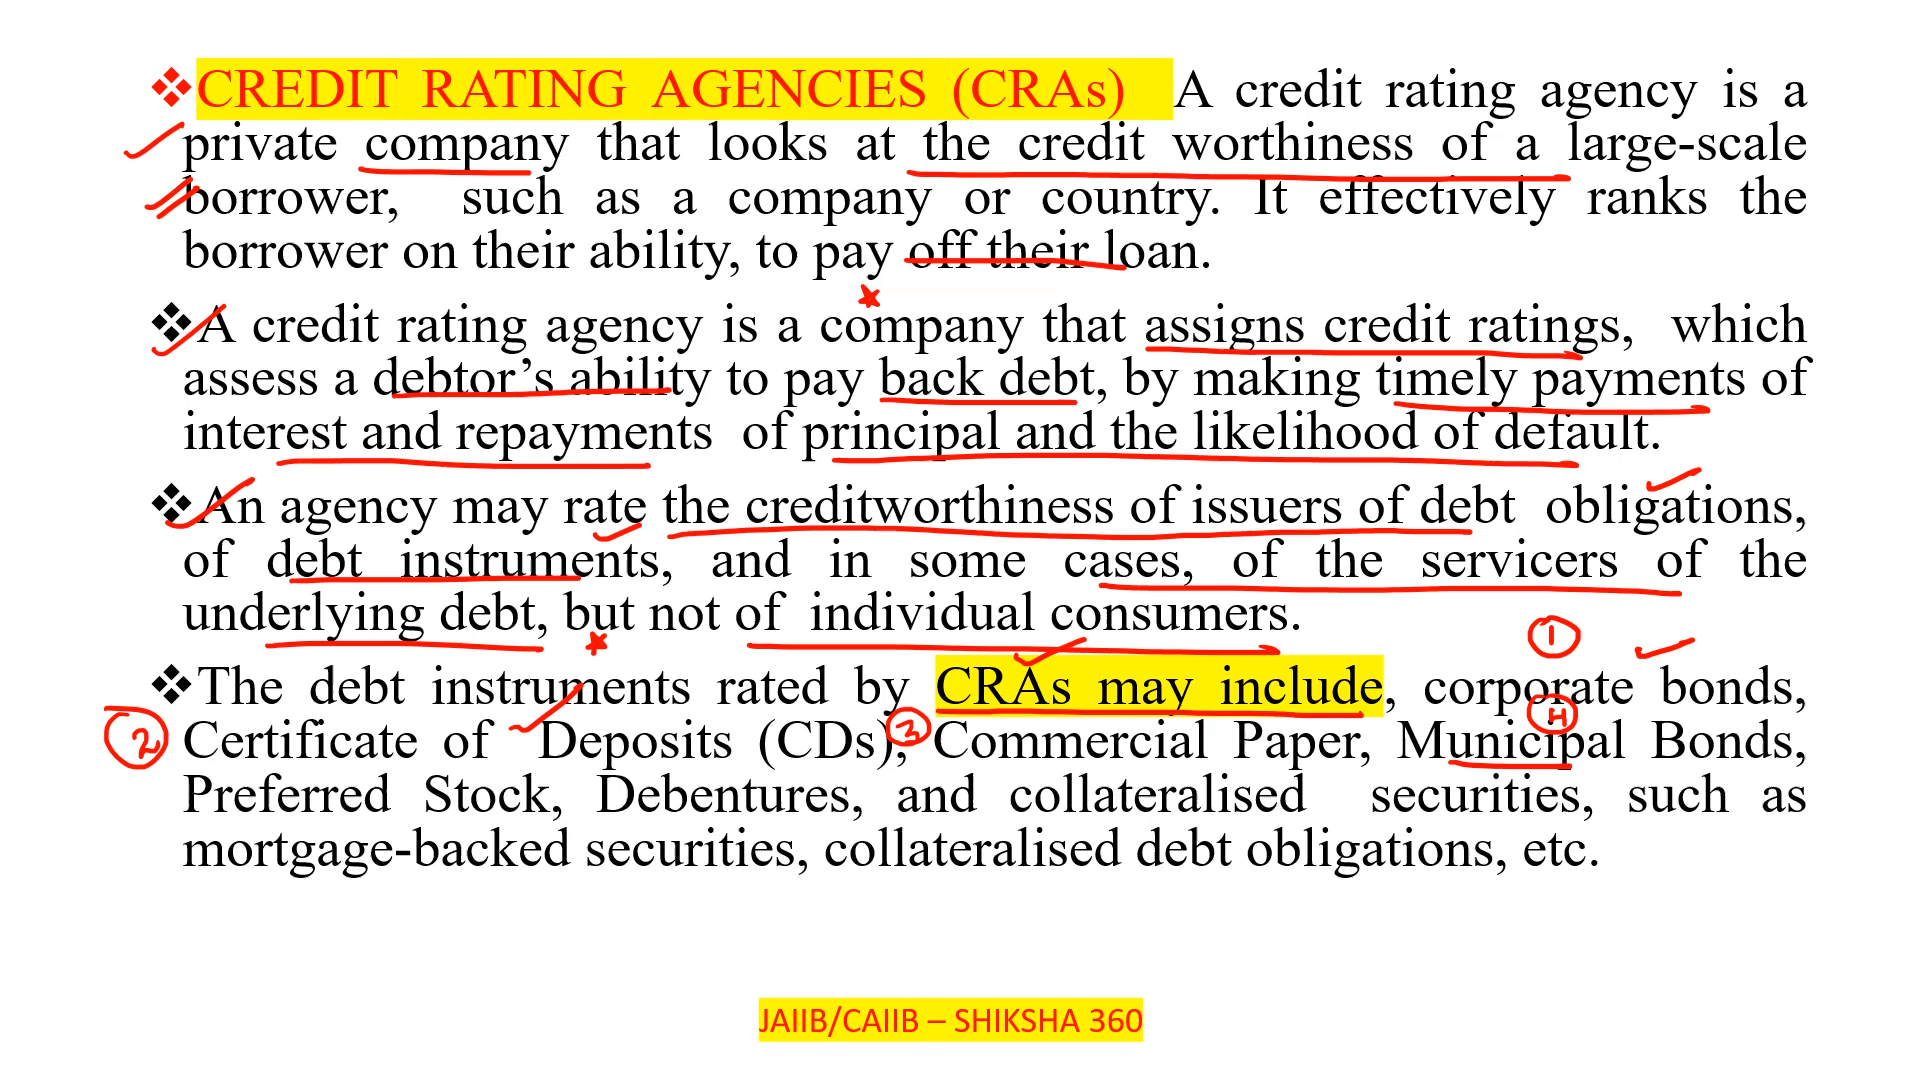 ❖CREDIT RATING AGENCIES (CRAs) A credit rating agency is a
private company that looks at the credit worthiness of a large-scale
borrower, such as a company or country. It effectively ranks the
borrower on their ability, to pay off their loan.
❖A credit rating agency is a company that assigns credit ratings, which
assess a debtor’s ability to pay back debt, by making timely payments of
interest and repayments of principal and the likelihood of default.
❖An agency may rate the creditworthiness of issuers of debt obligations,
of debt instruments, and in some cases, of the servicers of the
underlying debt, but not of individual consumers.
1
❖The debt instruments rated by CRAs may include, corporate bonds,
2 3 4
Certificate of Deposits (CDs), Commercial Paper, Municipal Bonds,
Preferred Stock, Debentures, and collateralised securities, such as
mortgage-backed securities, collateralised debt obligations, etc.
JAIIB/CAIIB – SHIKSHA 360